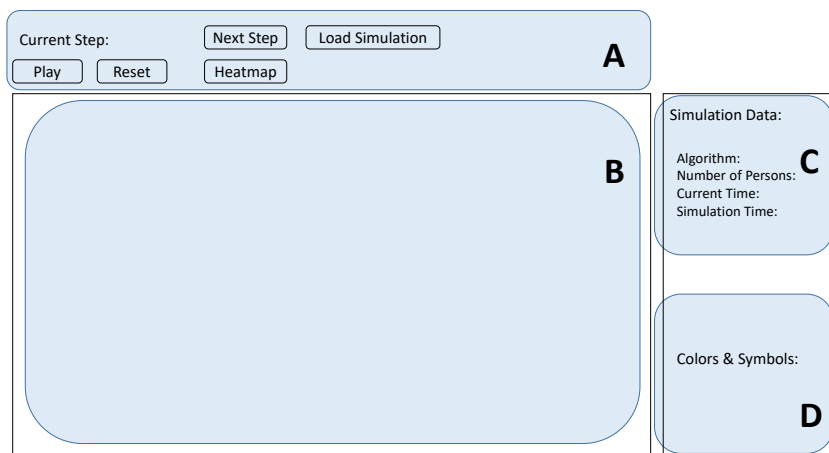 Current Step:
Next Step
Load Simulation
A
Play
Reset
Heatmap
B
Simulation Data:
C
Algorithm:
Number of Persons:
Current Time:
Simulation Time:
Colors & Symbols:
D